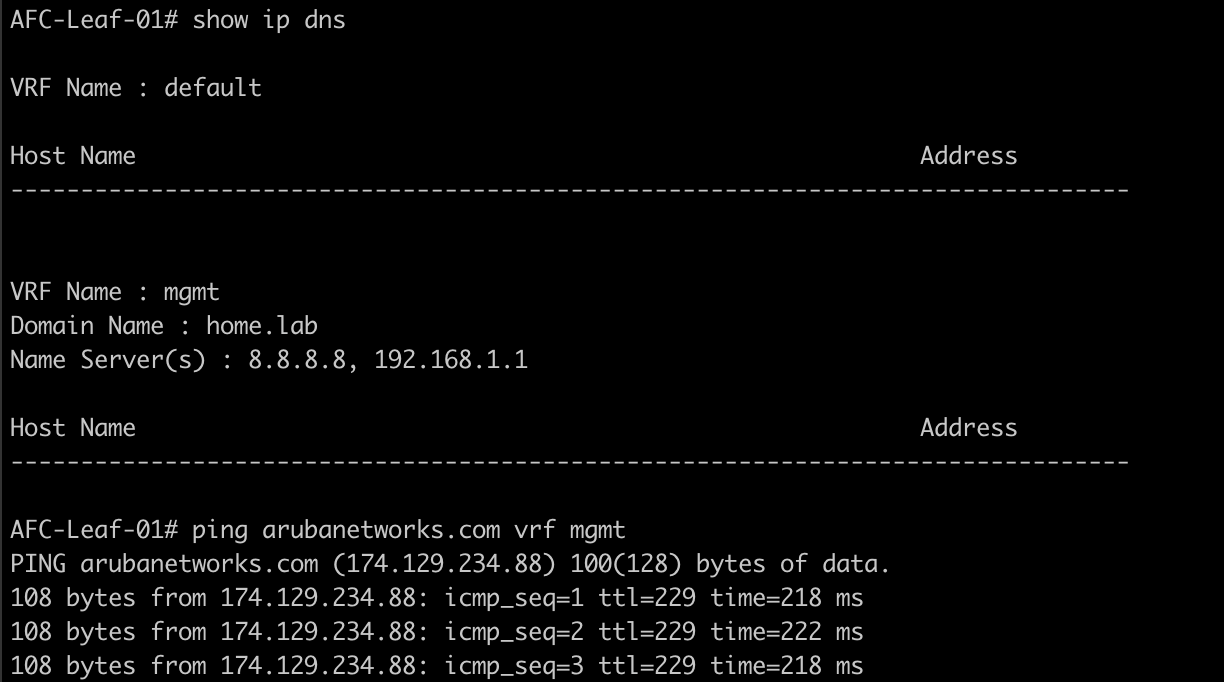 AFC-Leaf-01# show ip dns
VRF Name : default
Host Name Address
--------------------------------------------------------------------------------
VRF Name : mgmt
Domain Name : home.lab
Name Server(s) : 8.8.8.8, 192.168.1.1
Host Name Address
--------------------------------------------------------------------------------
AFC-Leaf-01# ping arubanetworks.com vrf mgmt
PING arubanetworks.com (174.129.234.88) 100(128) bytes of data.
108 bytes from 174.129.234.88: icmp_seq=1 ttl=229 time=218 ms
108 bytes from 174.129.234.88: icmp_seq=2 ttl=229 time=222 ms
108 bytes from 174.129.234.88: icmp_seq=3 ttl=229 time=218 ms